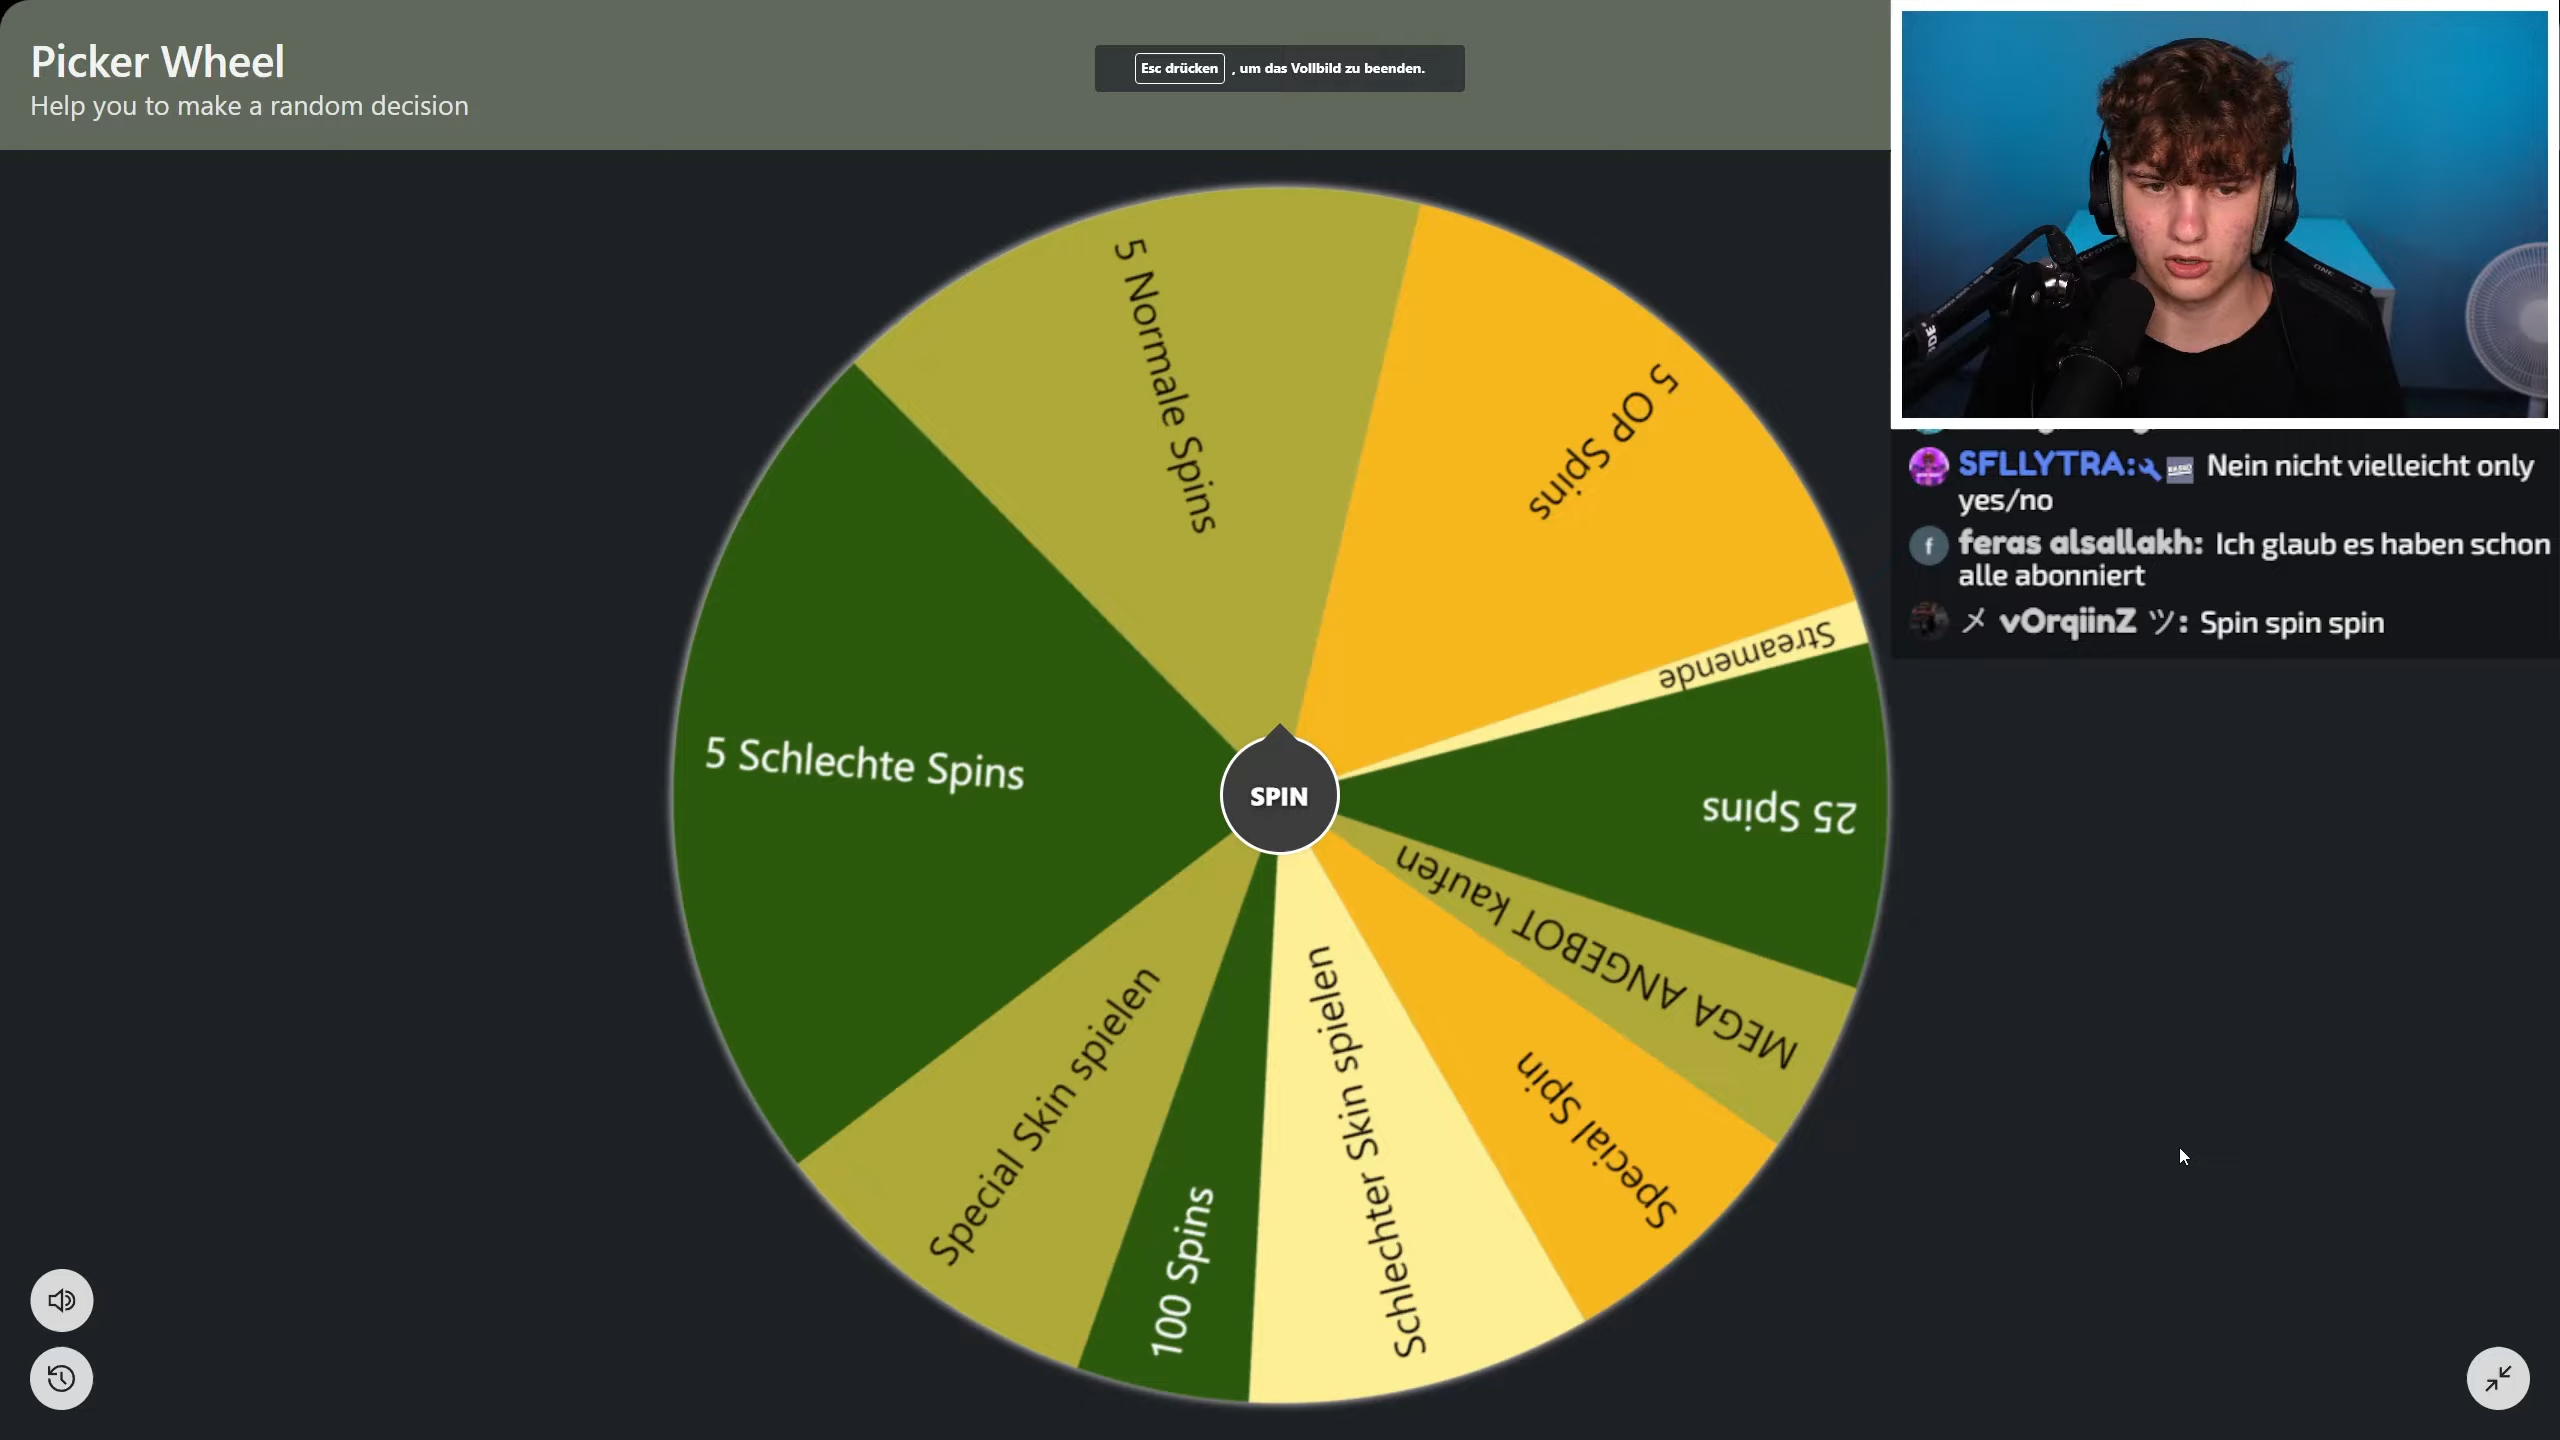 Picker Wheel
Help you to make a random decision
Esc drücken , um das Vollbild zu beenden.
5 Normale Spins
5 OP Spins
Streamende
25 Spins
MEGA ANGEBOT kaufen
Special Spin
Schlechter Skin spielen
100 Spins
Special Skin spielen
5 Schlechte Spins
SPIN
SFLLYTRA: Nein nicht vielleicht only
yes/no
f feras alsallakh: Ich glaub es haben schon
alle abonniert
メ vOrqiinZ ツ: Spin spin spin